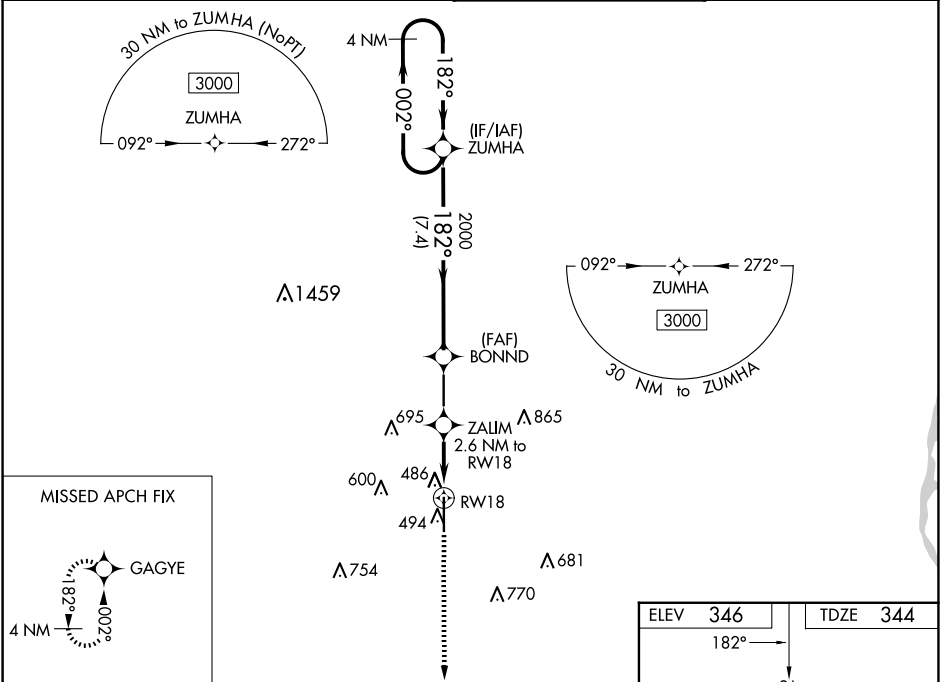 30 NM to ZUMHA (NoPT)
3000
ZUMHA
092°
272°
4 NM
182°
002°
(IF/IAF)
ZUMHA
2000
182°
(7.4)
1459
092°
272°
ZUMHA
3000
30 NM to ZUMHA
(FAF)
BONND
695
ZALIM
2.6 NM to
RW18
865
600
486
RW18
494
754
681
770
MISSED APCH FIX
GAGYE
182°
002°
4 NM
ELEV 346
TDZE 344
182°